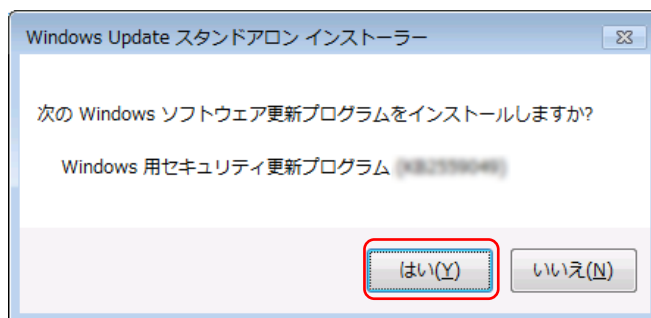 Windows Update スタンドアロン インストーラー
次の Windows ソフトウェア更新プログラムをインストールしますか?
Windows 用セキュリティ更新プログラム
はい(Y)
いいえ(N)